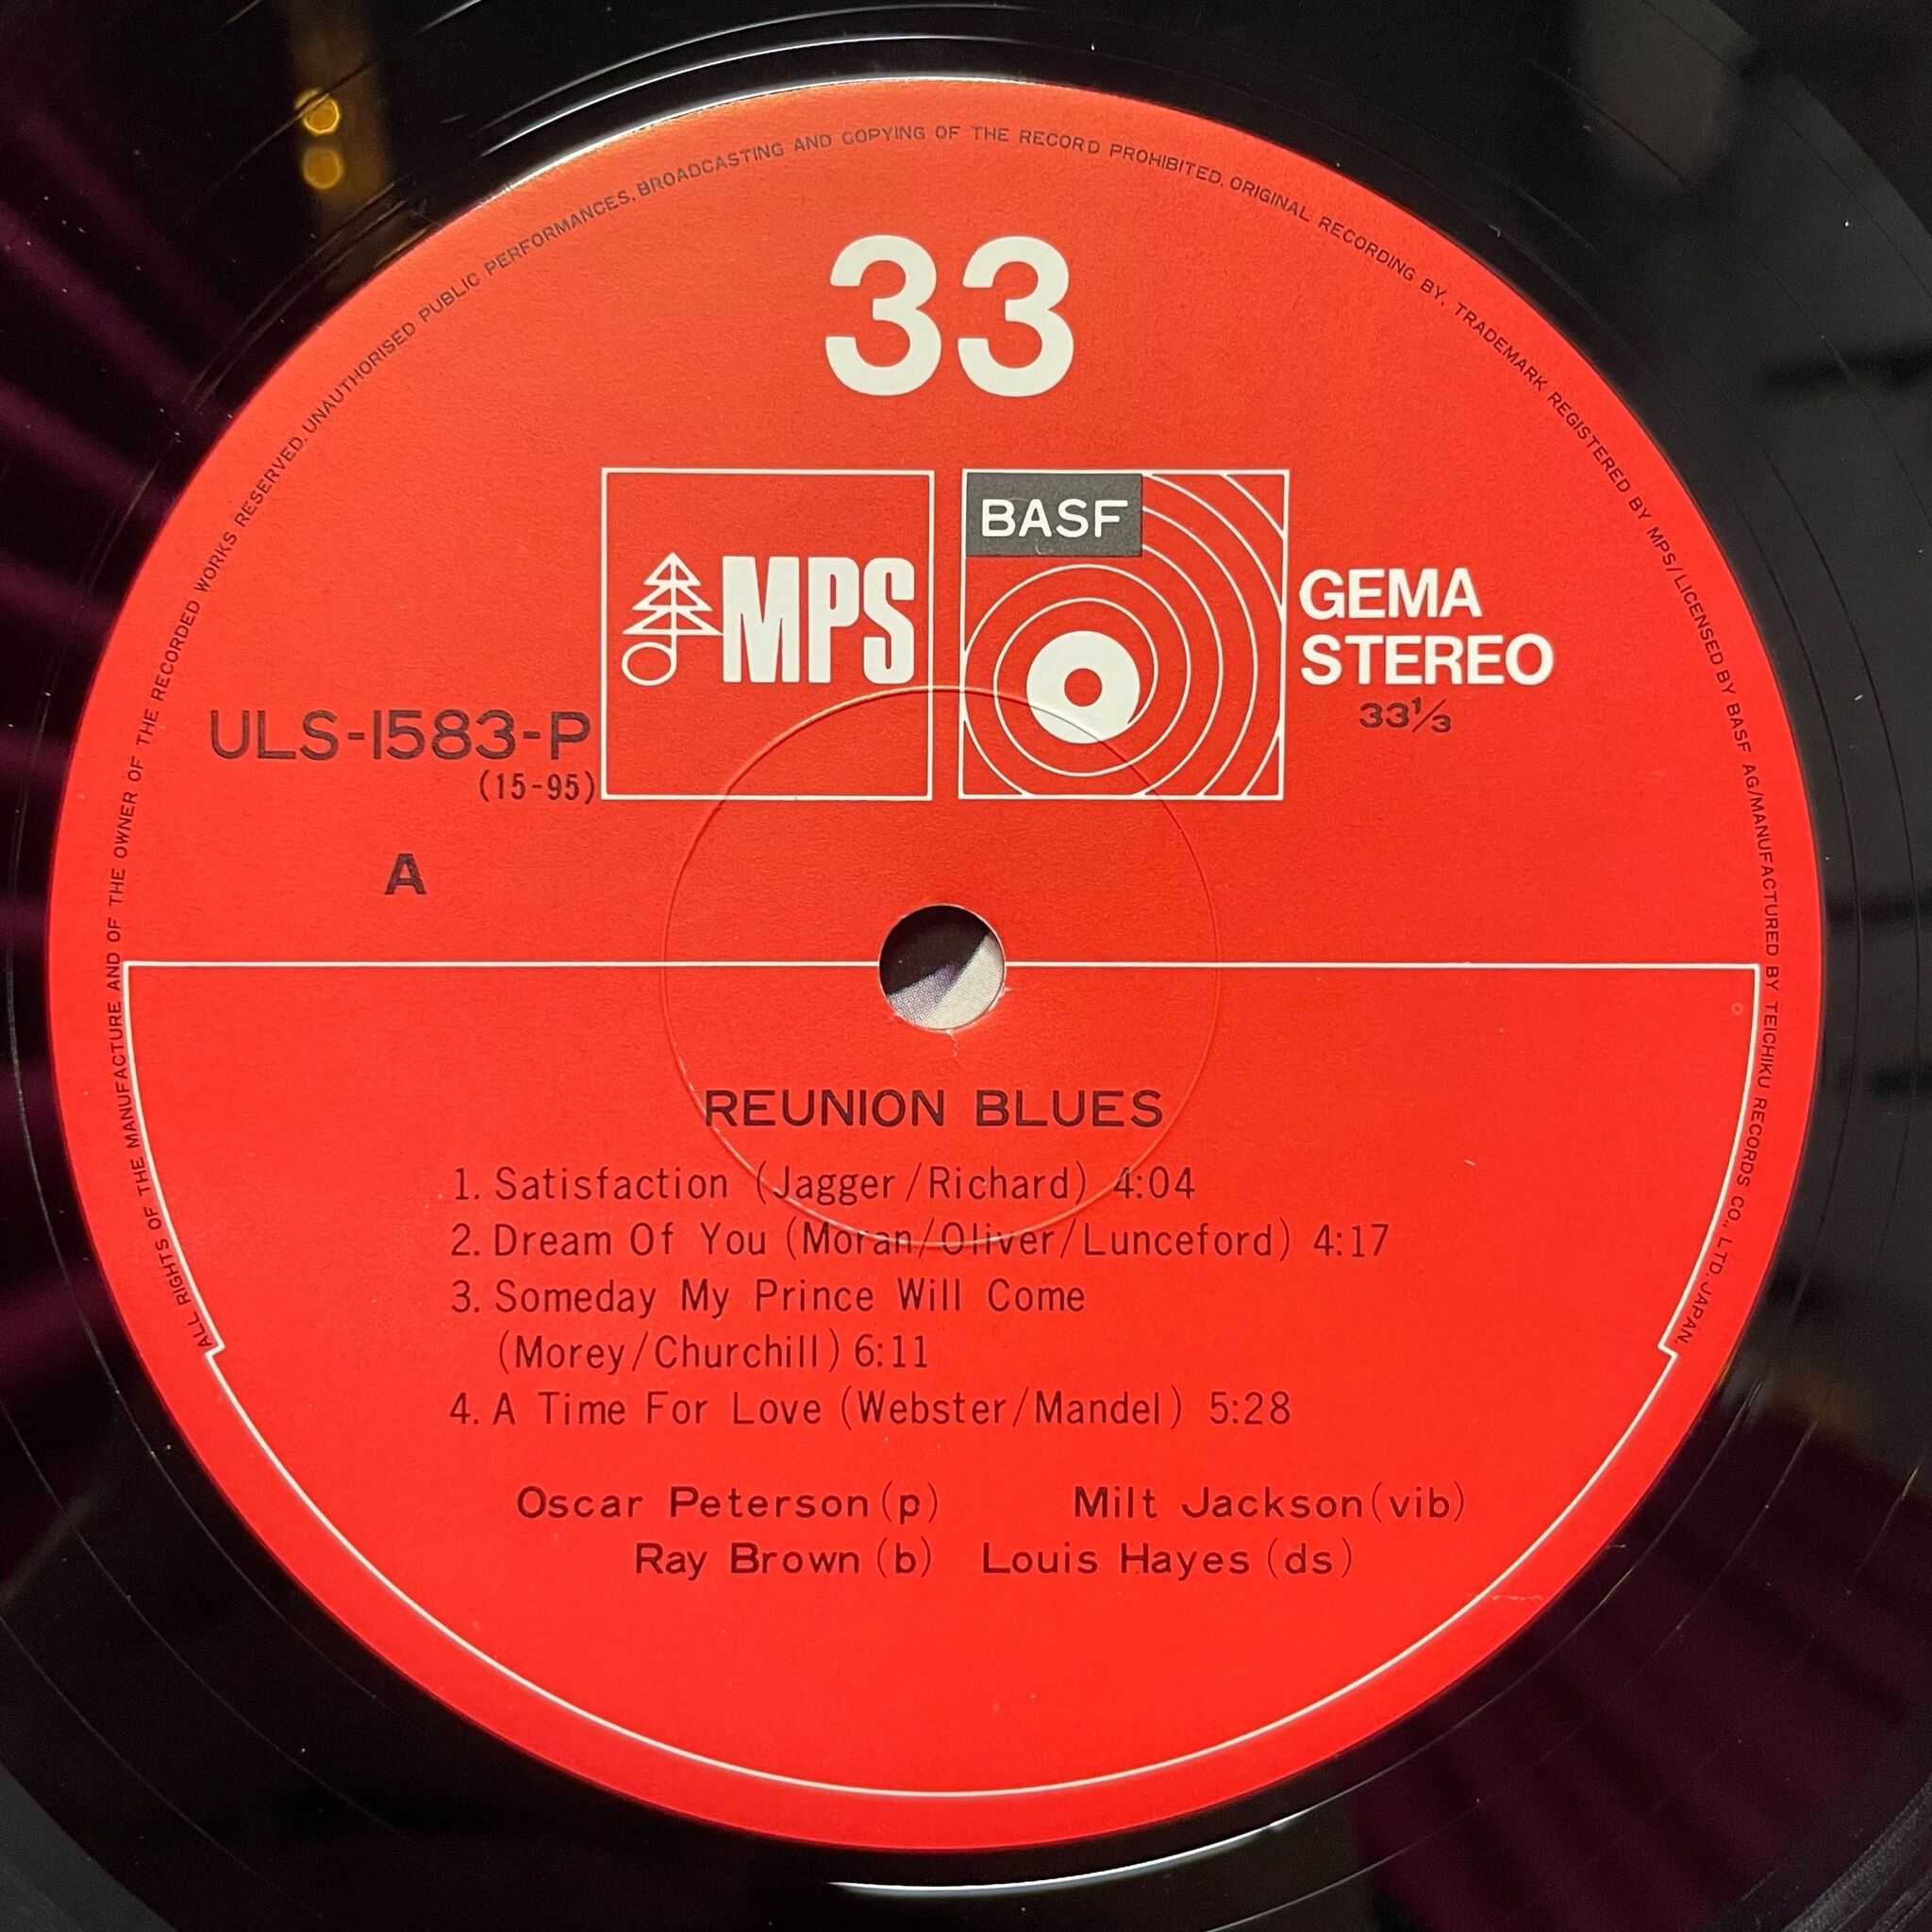 ALL RIGHTS OF THE MANUFACTURE AND OF THE OWNER OF THE RECORDED WORKS RESERVED. UNAUTHORISED PUBLIC PERFORMANCES, BROADCASTING AND COPYING OF THE RECORD PROHIBITED. ORIGINAL RECORDING BY, TRADEMARK REGISTERED BY MPS/LICENSED BY BASF AG/MANUFACTURED BY TEICHIKU RECORDS CO., LTD. JAPAN.
33
MPS
BASF
GEMA
STEREO
33⅓
ULS-1583-P
(15-95)
A
REUNION BLUES
1. Satisfaction (Jagger/Richard) 4:04
2. Dream Of You (Moran/Oliver/Lunceford) 4:17
3. Someday My Prince Will Come
(Morey/Churchill) 6:11
4. A Time For Love (Webster/Mandel) 5:28
Oscar Peterson (p) Milt Jackson (vib)
Ray Brown (b) Louis Hayes (ds)